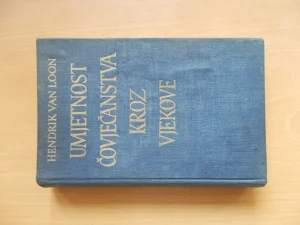 HENDRIK VAN LOON
UMJETNOST
ČOVJEČANSTVA
KROZ
VJEKOVE